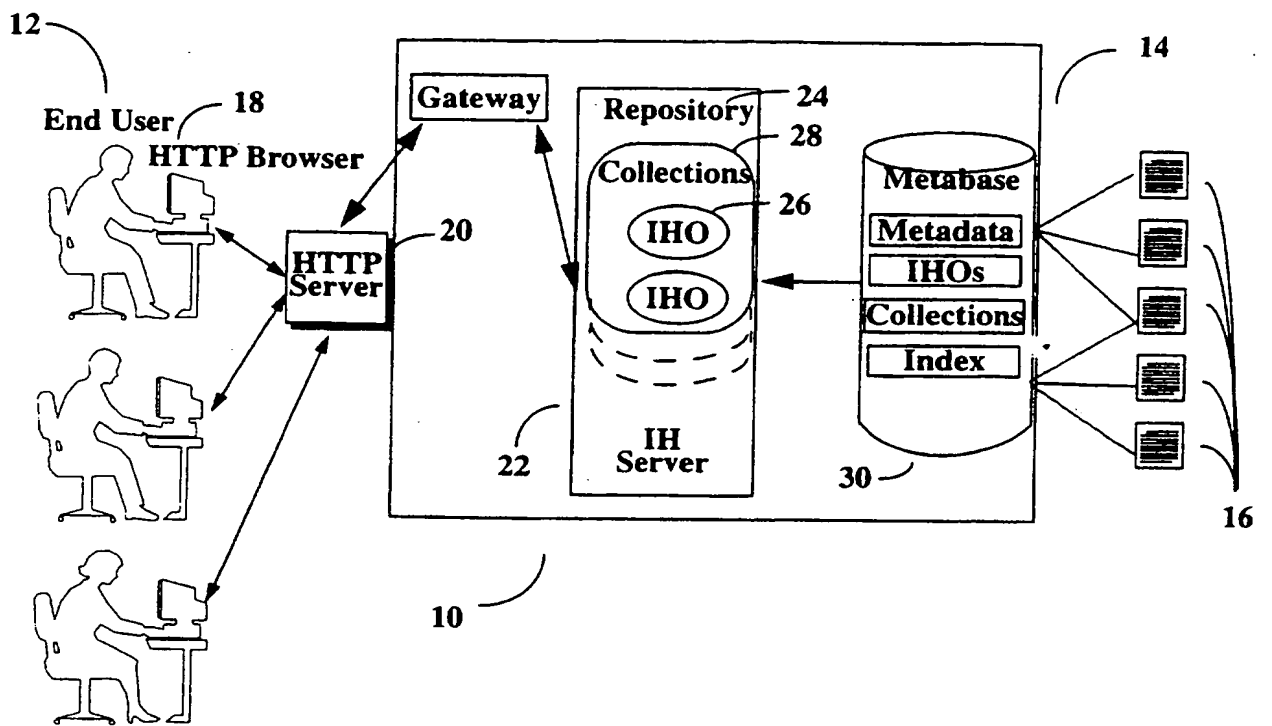 12
14
End User
18
HTTP Browser
Gateway
Repository
24
28
Collections
26
IHO
IHO
20
HTTP
Server
Metabase
Metadata
IHOs
Collections
Index
22
IH
Server
30
16
10